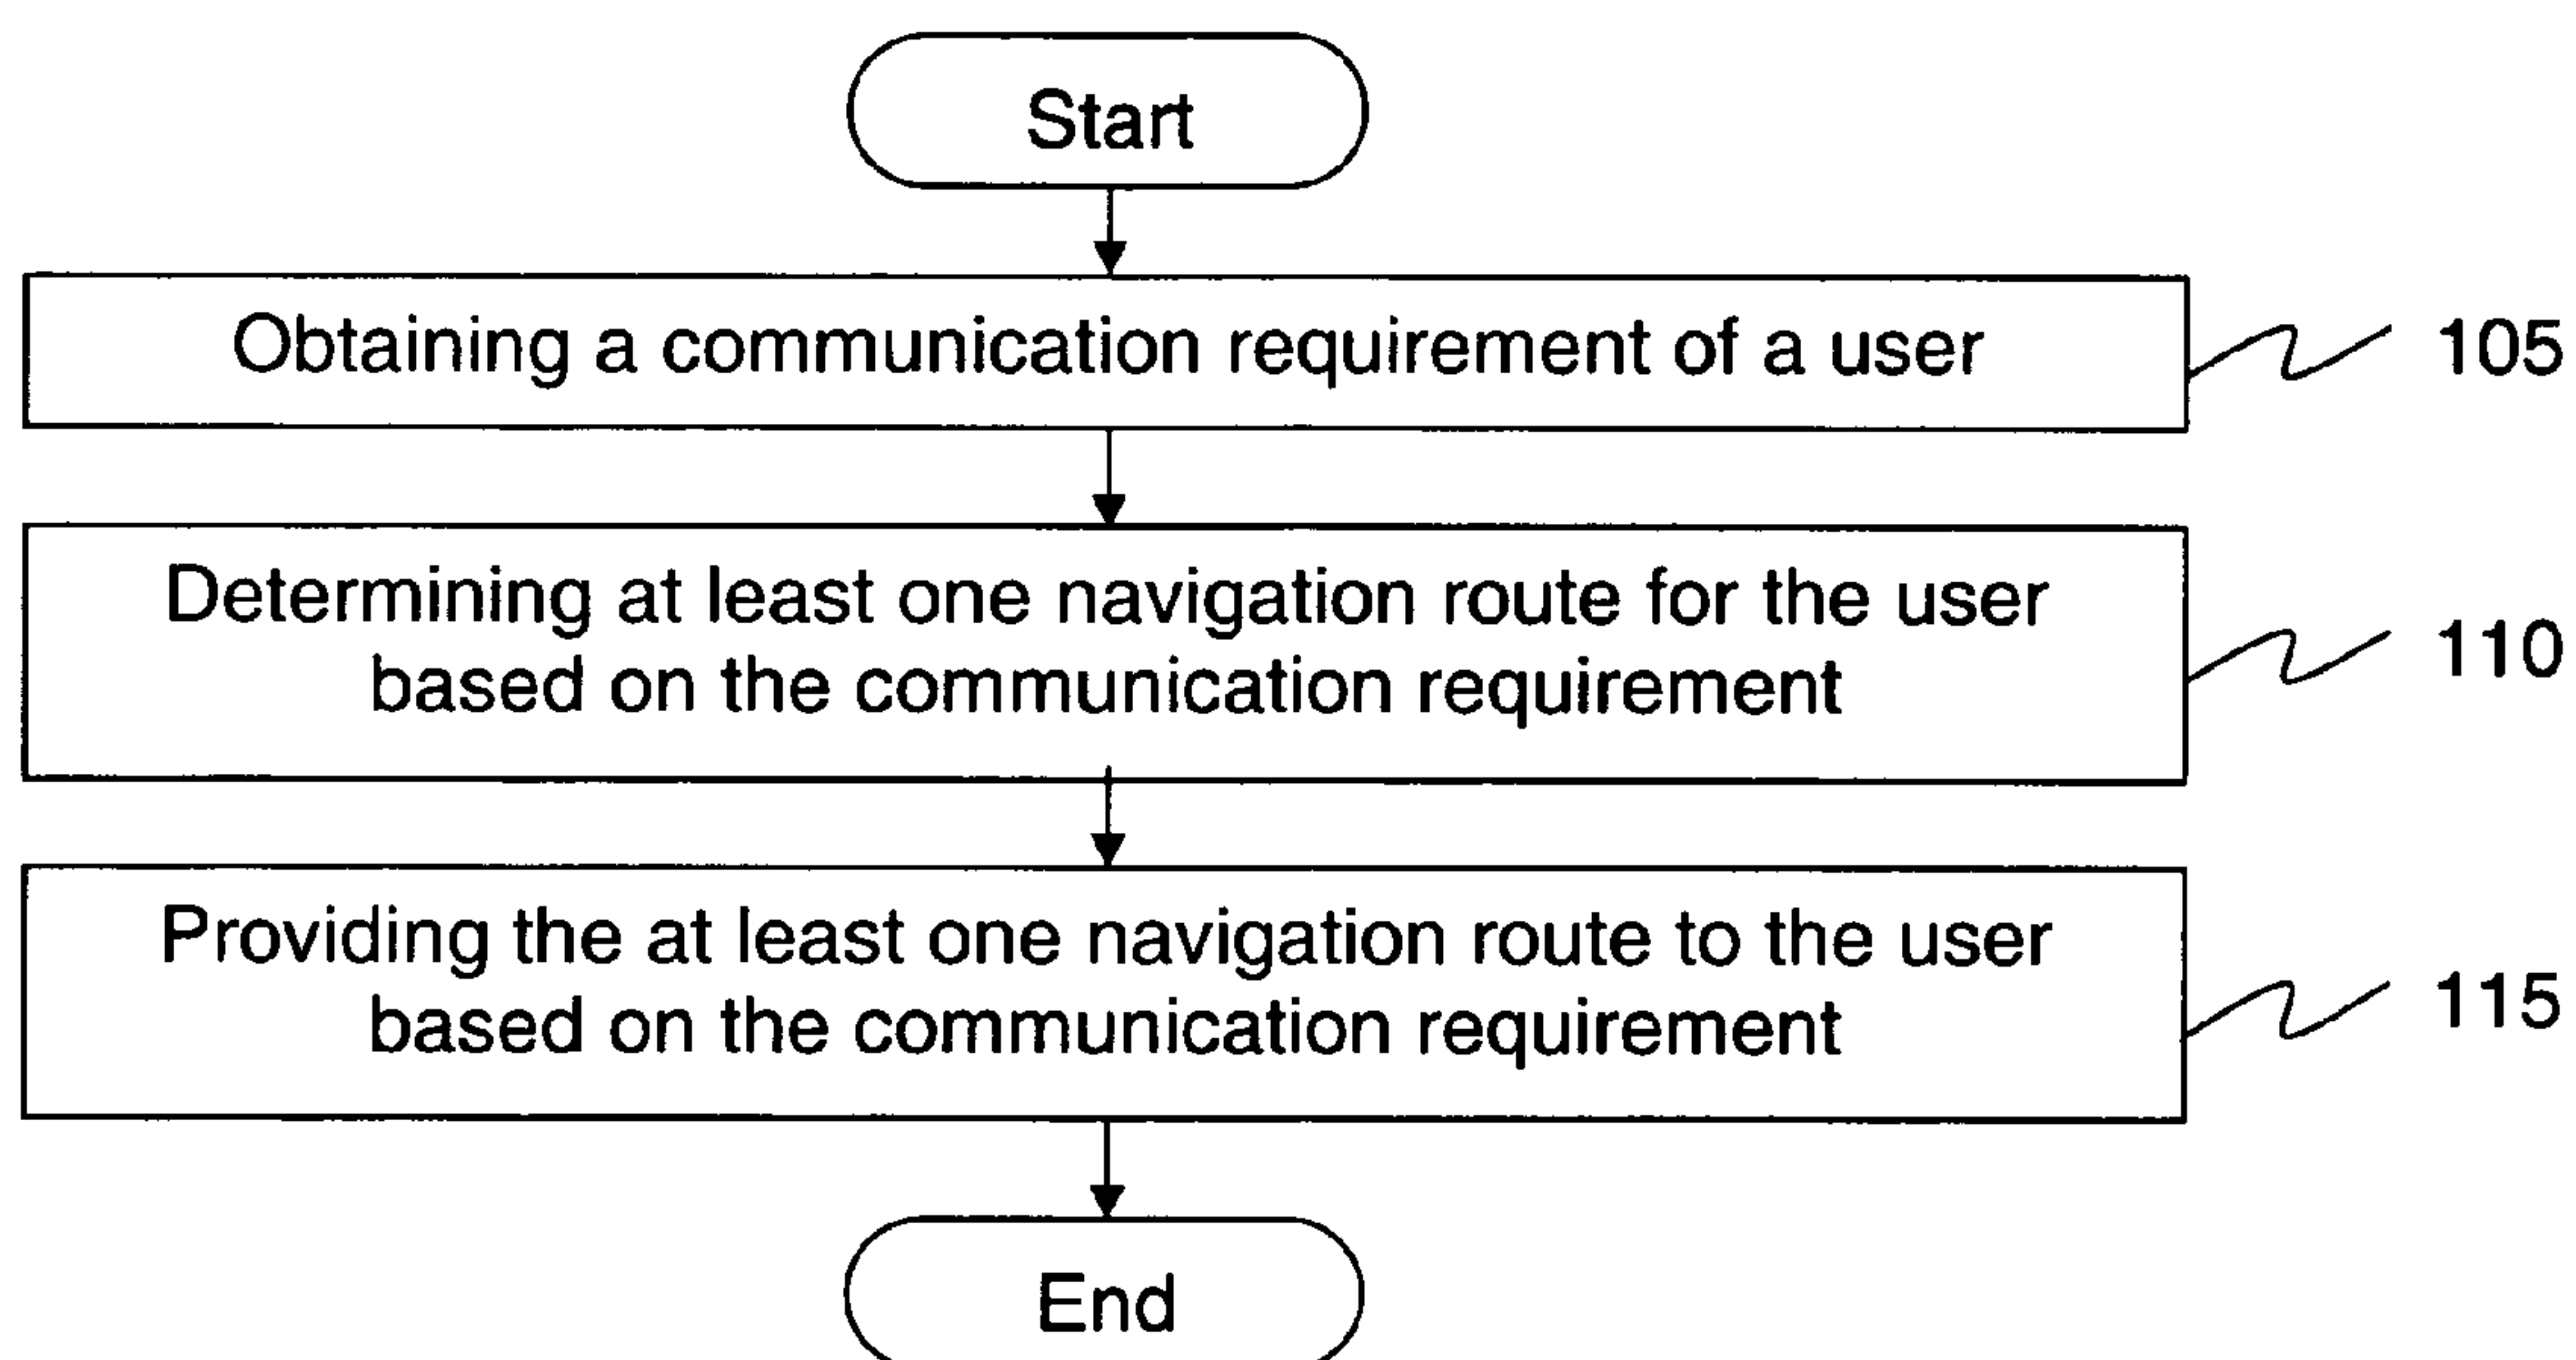 Start
Obtaining a communication requirement of a user
105
Determining at least one navigation route for the user
based on the communication requirement
110
Providing the at least one navigation route to the user
based on the communication requirement
115
End